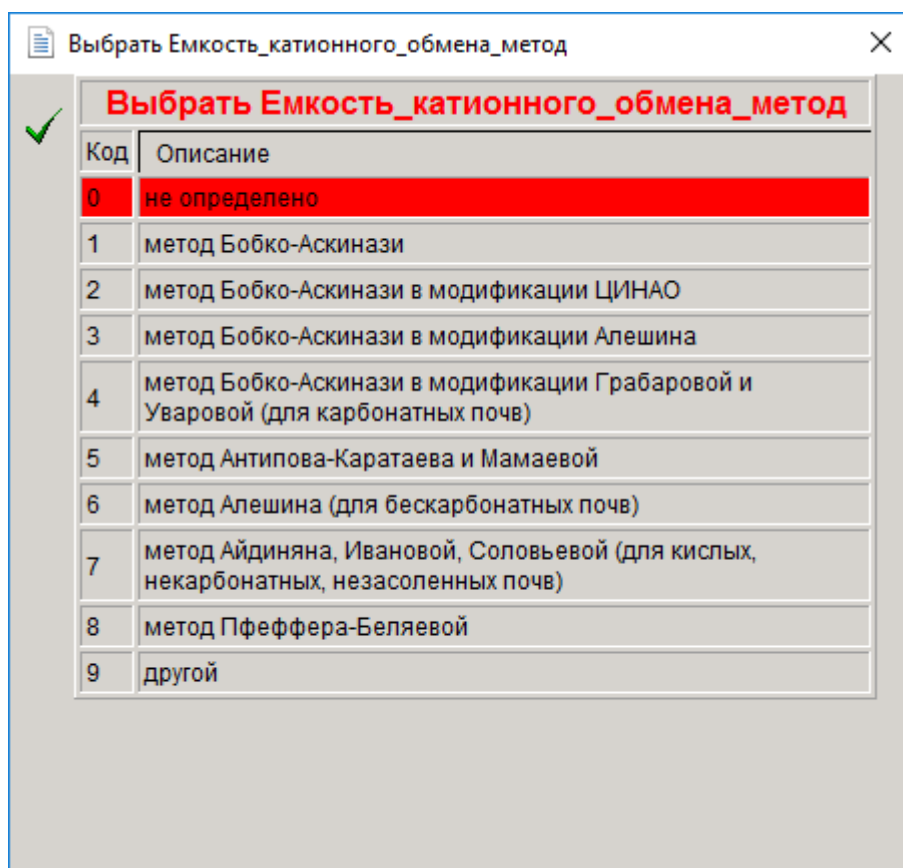 Выбрать Емкость_катионного_обмена_метод
Выбрать Емкость_катионного_обмена_метод
Код Описание
0 не определено
1 метод Бобко-Аскинази
2 метод Бобко-Аскинази в модификации ЦИНАО
3 метод Бобко-Аскинази в модификации Алешина
4 метод Бобко-Аскинази в модификации Грабаровой и
Уваровой (для карбонатных почв)
5 метод Антипова-Каратаева и Мамаевой
6 метод Алешина (для бескарбонатных почв)
7 метод Айдиняна, Ивановой, Соловьевой (для кислых,
некарбонатных, незасоленных почв)
8 метод Пфеффера-Беляевой
9 другой